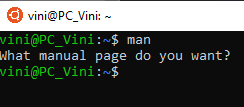 vini@PC_Vini: ~
vini@PC_Vini:~$ man
What manual page do you want?
vini@PC_Vini:~$